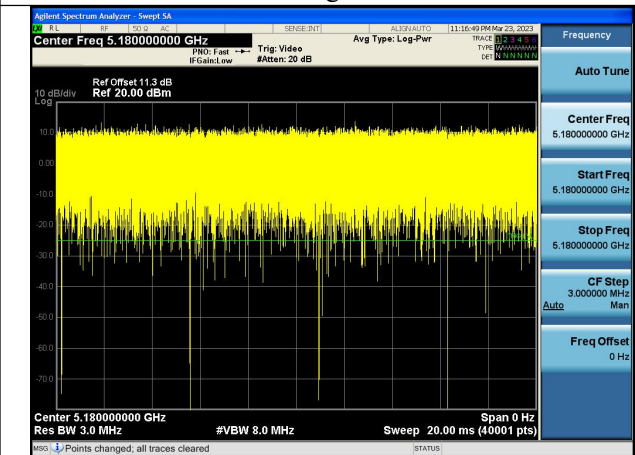 Agilent Spectrum Analyzer - Swept SA
RL RF 50 Ω AC SENSE:INT ALIGNAUTO 11:16:49 PM Mar 23, 2023
Center Freq 5.180000000 GHz
PNO: Fast
IFGain:Low
Trig: Video
#Atten: 20 dB
Avg Type: Log-Pwr
TRACE 1 2 3 4 5 6
TYPE
DET N N N N N N
Ref Offset 11.3 dB
10 dB/div Ref 20.00 dBm
Log
10.0
0.00
-10.0
-20.0
-30.0
-40.0
-50.0
-60.0
-70.0
Center 5.180000000 GHz
Span 0 Hz
Res BW 3.0 MHz #VBW 8.0 MHz Sweep 20.00 ms (40001 pts)
MSG Points changed; all traces cleared STATUS
Frequency
Auto Tune
Center Freq
5.180000000 GHz
Start Freq
5.180000000 GHz
Stop Freq
5.180000000 GHz
CF Step
3.000000 MHz
Auto Man
Freq Offset
0 Hz